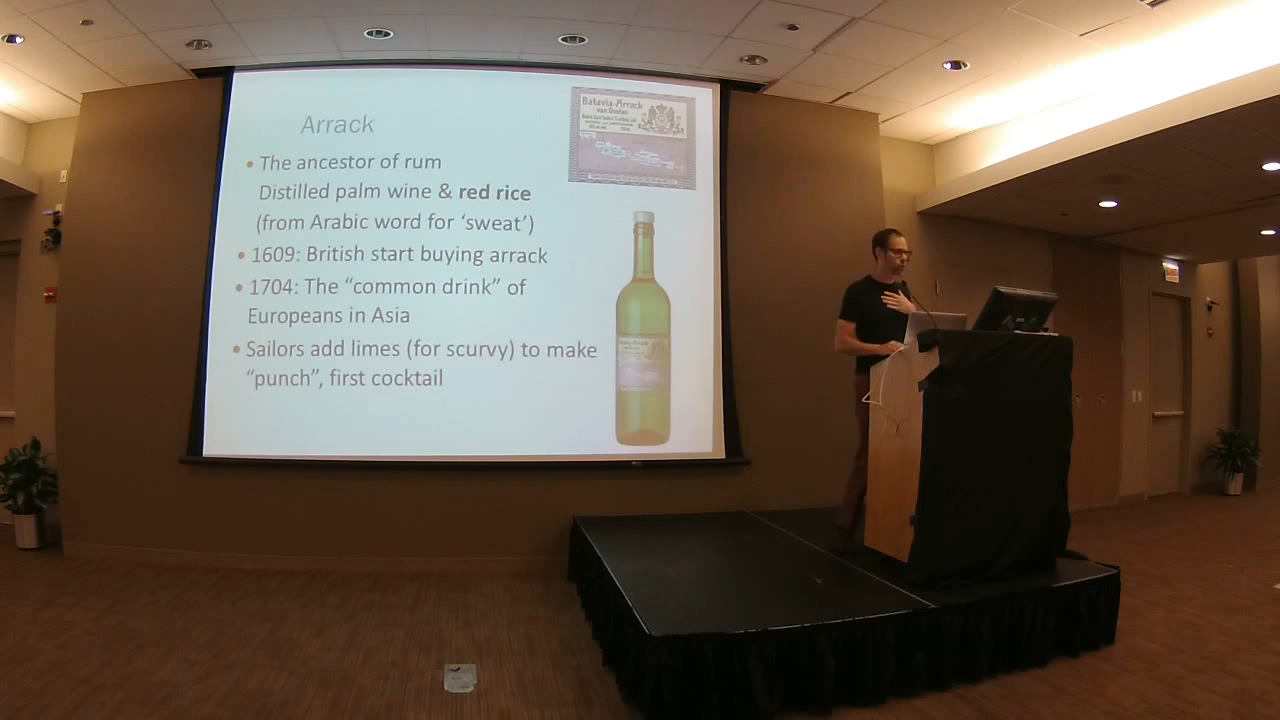 Arrack
• The ancestor of rum
Distilled palm wine & red rice
(from Arabic word for ‘sweat’)
• 1609: British start buying arrack
• 1704: The “common drink” of
Europeans in Asia
• Sailors add limes (for scurvy) to make
“punch”, first cocktail
Batavia-Arrack
van Oosten